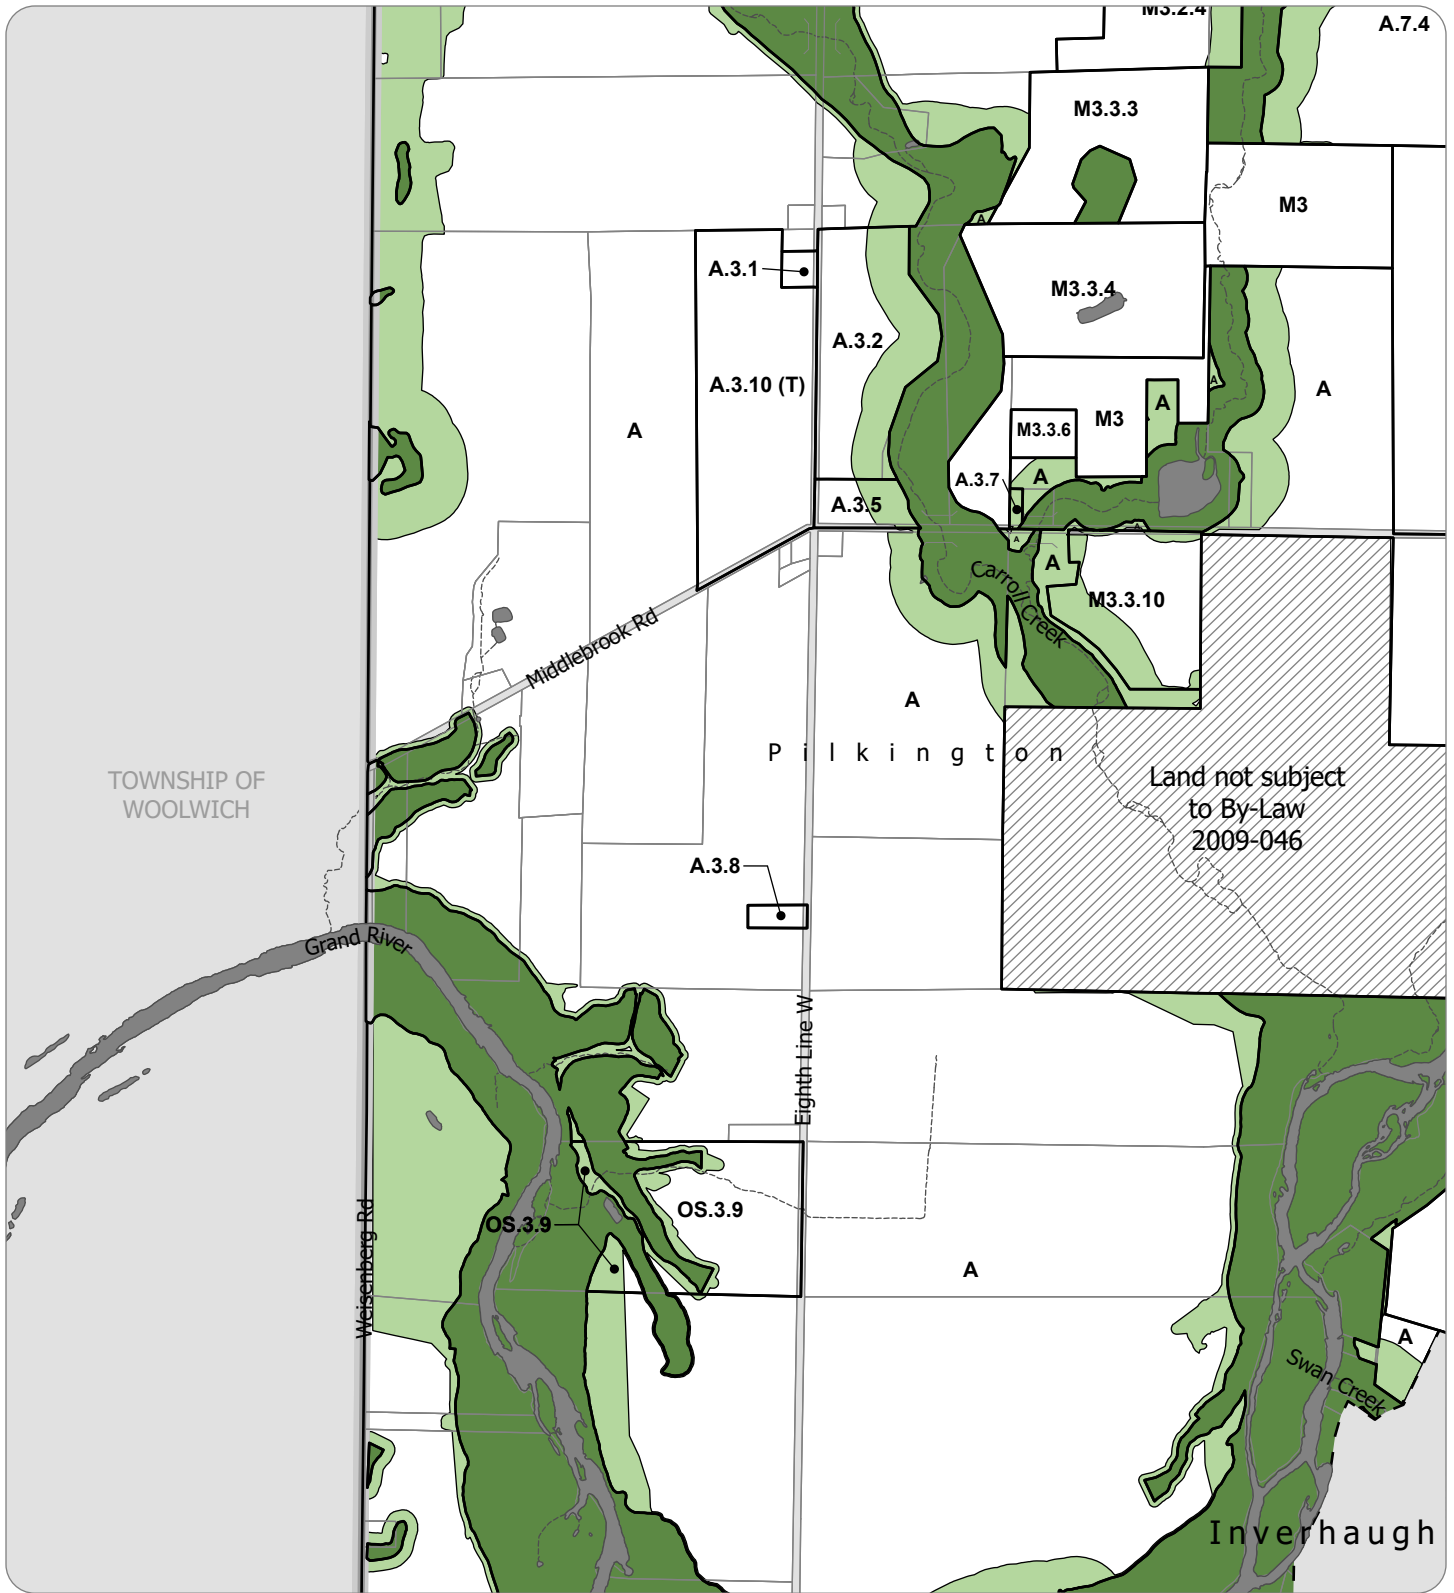 M3.2.4
A.7.4
M3.3.3
M3
A
A.3.1
M3.3.4
A.3.2
A.3.10 (T)
A
A
A
A
M3.3.6
M3
A.3.7
A
A.3.5
A
A
A
Carroll Creek
M3.3.10
Middlebrook Rd
A
Pilkington
TOWNSHIP OF
WOOLWICH
Land not subject
to By-Law
2009-046
A.3.8
Grand River
Eighth Line W
OS.3.9
OS.3.9
Weisenberg Rd
A
A
Swan Creek
Inverhaugh